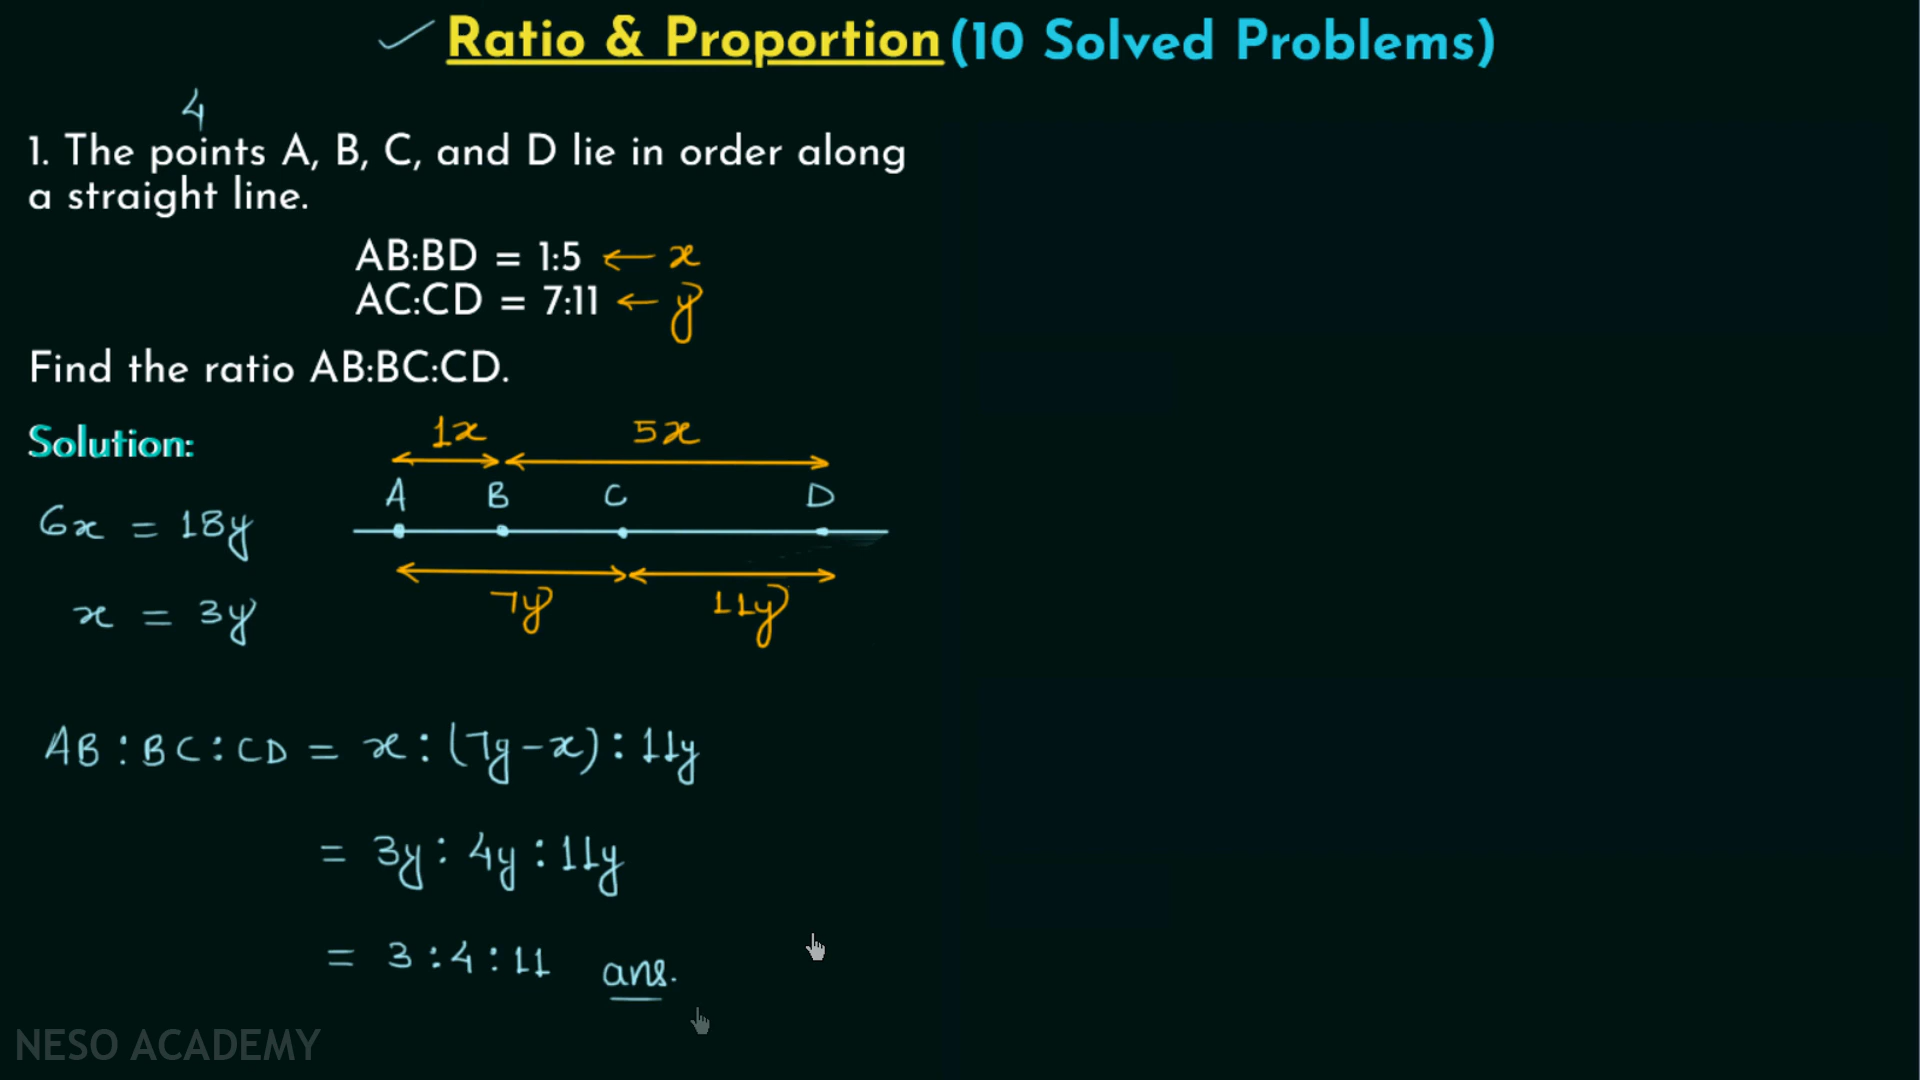 Ratio & Proportion (10 Solved Problems)
4
1. The points A, B, C, and D lie in order along
a straight line.
AB:BD = 1:5 ← x
AC:CD = 7:11 ← y
Find the ratio AB:BC:CD.
Solution:
1x 5x
A B C D
6x = 18y
7y 11y
x = 3y
AB : BC : CD = x : (7y - x) : 11y
= 3y : 4y : 11y
= 3 : 4 : 11 ans.
NESO ACADEMY